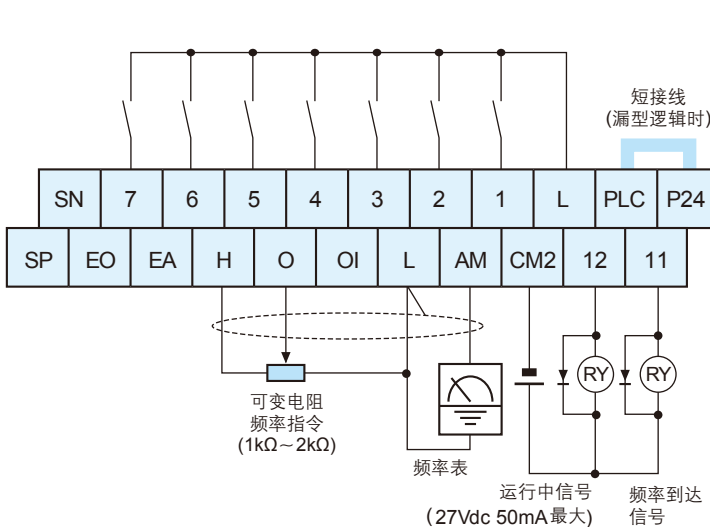 短接线
(漏型逻辑时)
SN 7 6 5 4 3 2 1 L PLC P24
SP EO EA H O OI L AM CM2 12 11
RY RY
可变电阻
频率指令
(1kΩ～2kΩ)
频率表
运行中信号
(27Vdc 50mA最大)
频率到达
信号